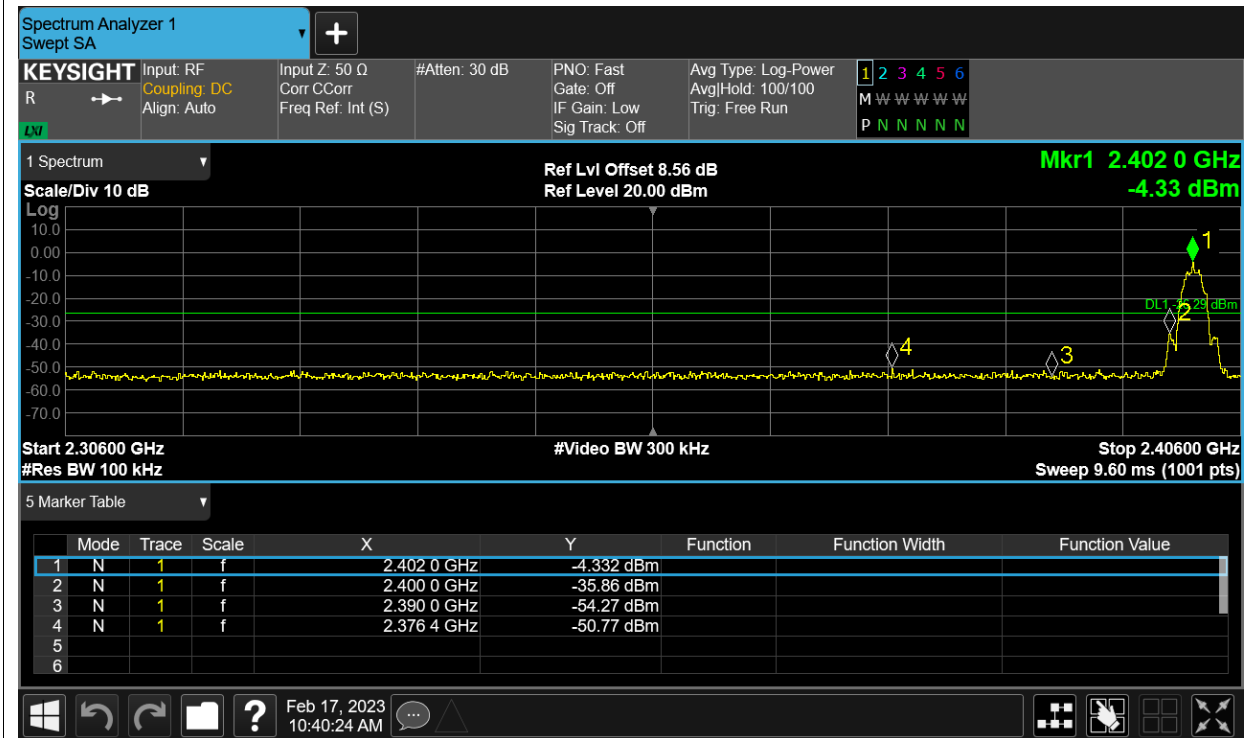 Spectrum Analyzer 1
Swept SA
+
KEYSIGHT Input: RF Input Z: 50 Ω #Atten: 30 dB PNO: Fast Avg Type: Log-Power 1 2 3 4 5 6
R Coupling: DC Corr CCorr Gate: Off Avg|Hold: 100/100 M W W W W W W
Align: Auto Freq Ref: Int (S) IF Gain: Low Trig: Free Run
LXI Sig Track: Off P N N N N N N
1 Spectrum Ref Lvl Offset 8.56 dB Mkr1 2.402 0 GHz
Scale/Div 10 dB Ref Level 20.00 dBm -4.33 dBm
Log
10.0
1
0.00
-10.0
-20.0
DL1 -26.29 dBm
2
-30.0
-40.0
4
3
-50.0
-60.0
-70.0
Start 2.30600 GHz #Video BW 300 kHz Stop 2.40600 GHz
#Res BW 100 kHz Sweep 9.60 ms (1001 pts)
5 Marker Table
Mode Trace Scale X Y Function Function Width Function Value
1 N 1 f 2.402 0 GHz -4.332 dBm
2 N 1 f 2.400 0 GHz -35.86 dBm
3 N 1 f 2.390 0 GHz -54.27 dBm
4 N 1 f 2.376 4 GHz -50.77 dBm
5
6
? Feb 17, 2023
10:40:24 AM